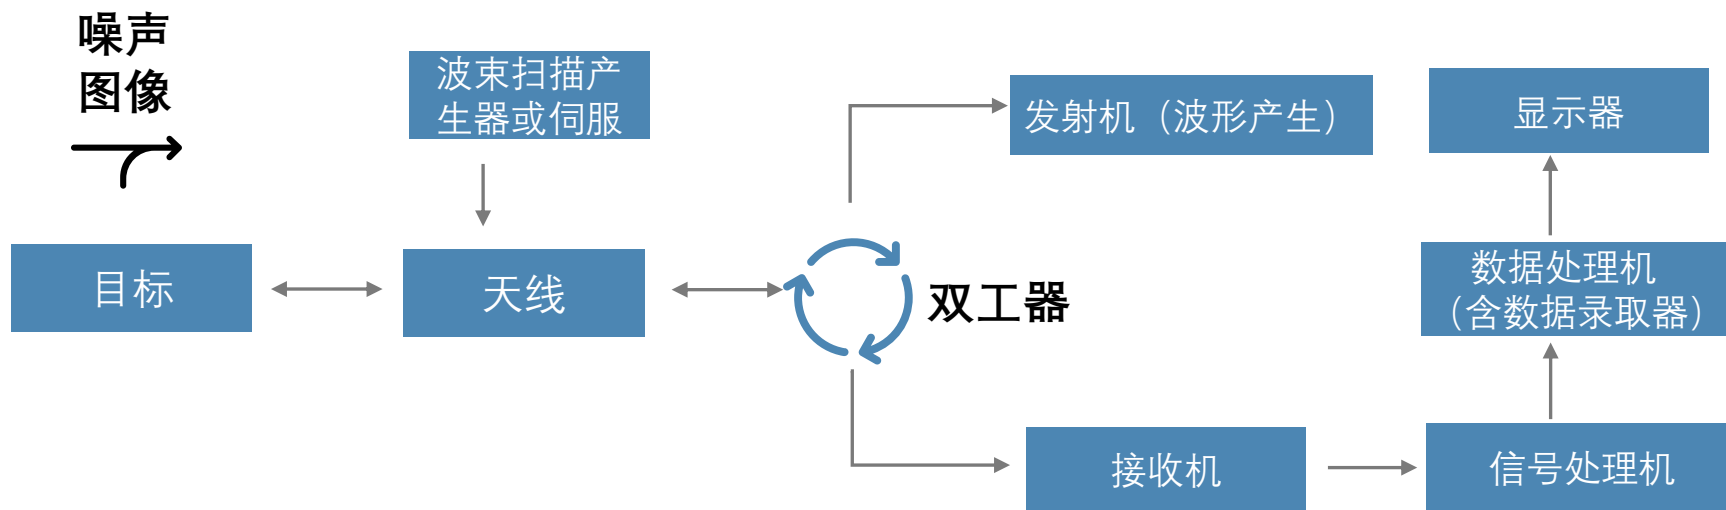 噪声
图像
波束扫描产
生器或伺服
发射机（波形产生）
显示器
目标
天线
双工器
数据处理机
（含数据录取器）
接收机
信号处理机